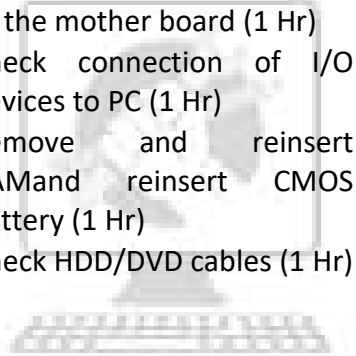 the mother board (1 Hr)
eck connection of I/O
evices to PC (1 Hr)
move and reinsert
AMand reinsert CMOS
ttery (1 Hr)
eck HDD/DVD cables (1 Hr)